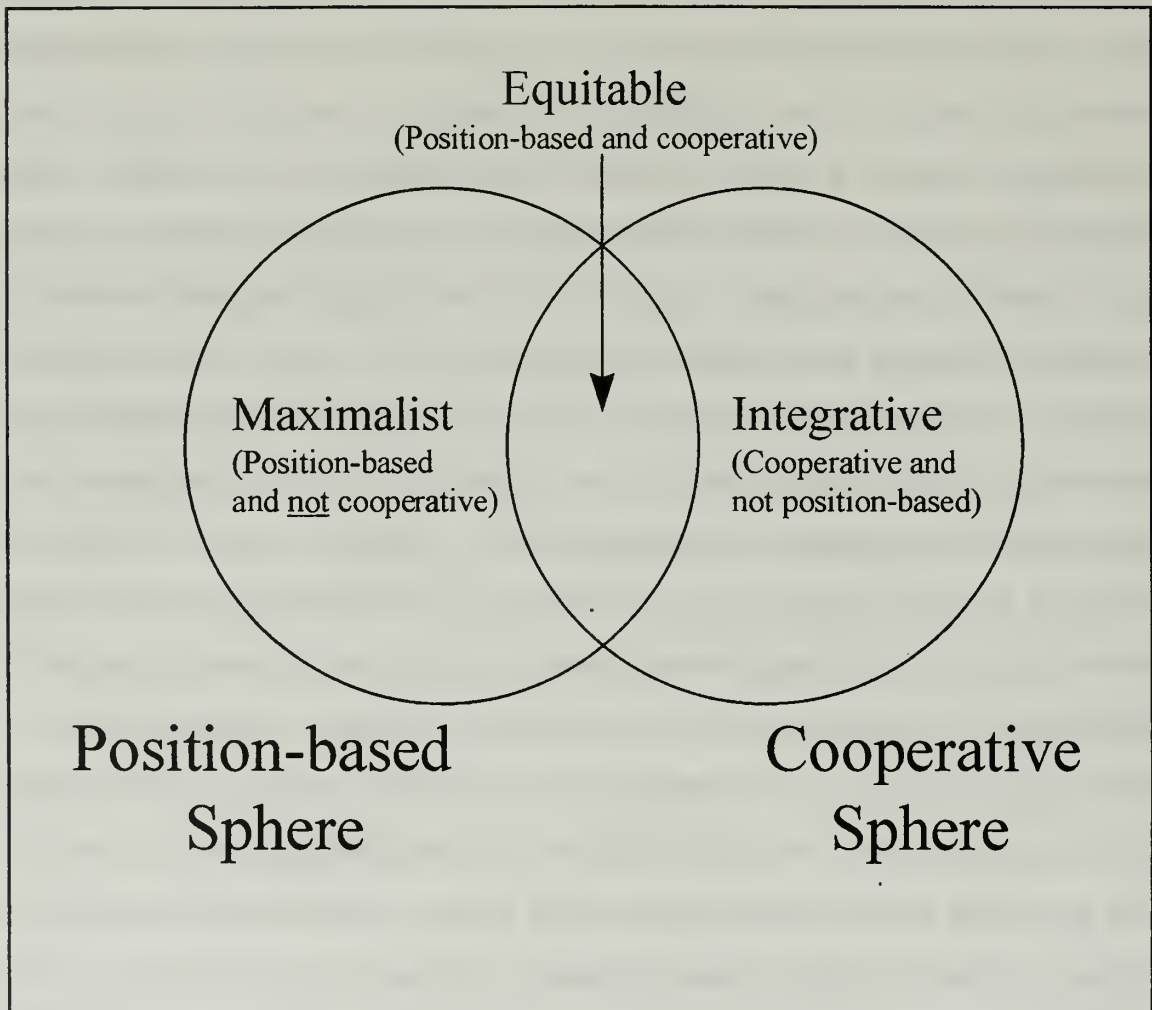 Equitable
(Position-based and cooperative)
Maximalist
(Position-based
and not cooperative)
Integrative
(Cooperative and
not position-based)
Position-based
Sphere
Cooperative
Sphere